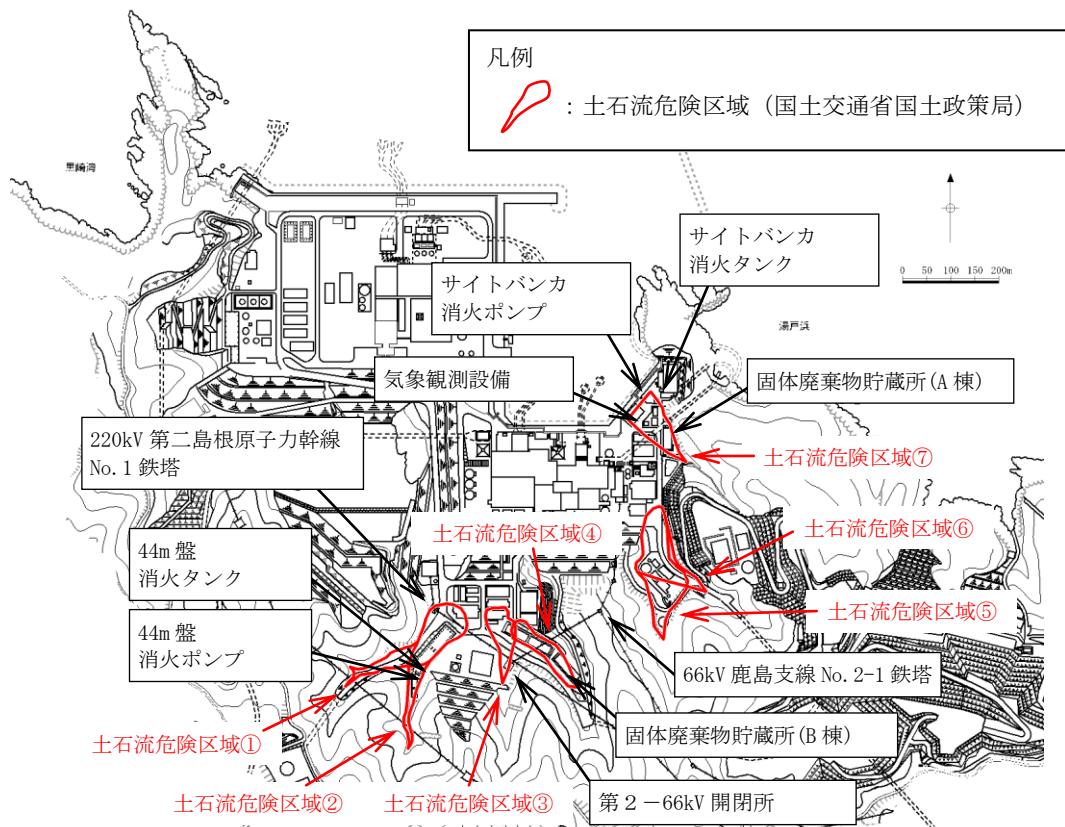 凡例
：土石流危険区域（国土交通省国土政策局）
黒崎湾
サイトバンカ
消火タンク
サイトバンカ
消火ポンプ
0 50 100 150 200m
湯戸浜
気象観測設備
固体廃棄物貯蔵所(A 棟)
220kV 第二島根原子力幹線
No.1 鉄塔
土石流危険区域⑦
土石流危険区域④
土石流危険区域⑥
44m 盤
消火タンク
土石流危険区域⑤
44m 盤
消火ポンプ
66kV 鹿島支線 No.2-1 鉄塔
土石流危険区域①
固体廃棄物貯蔵所(B 棟)
土石流危険区域②
土石流危険区域③
第２－66kV 開閉所